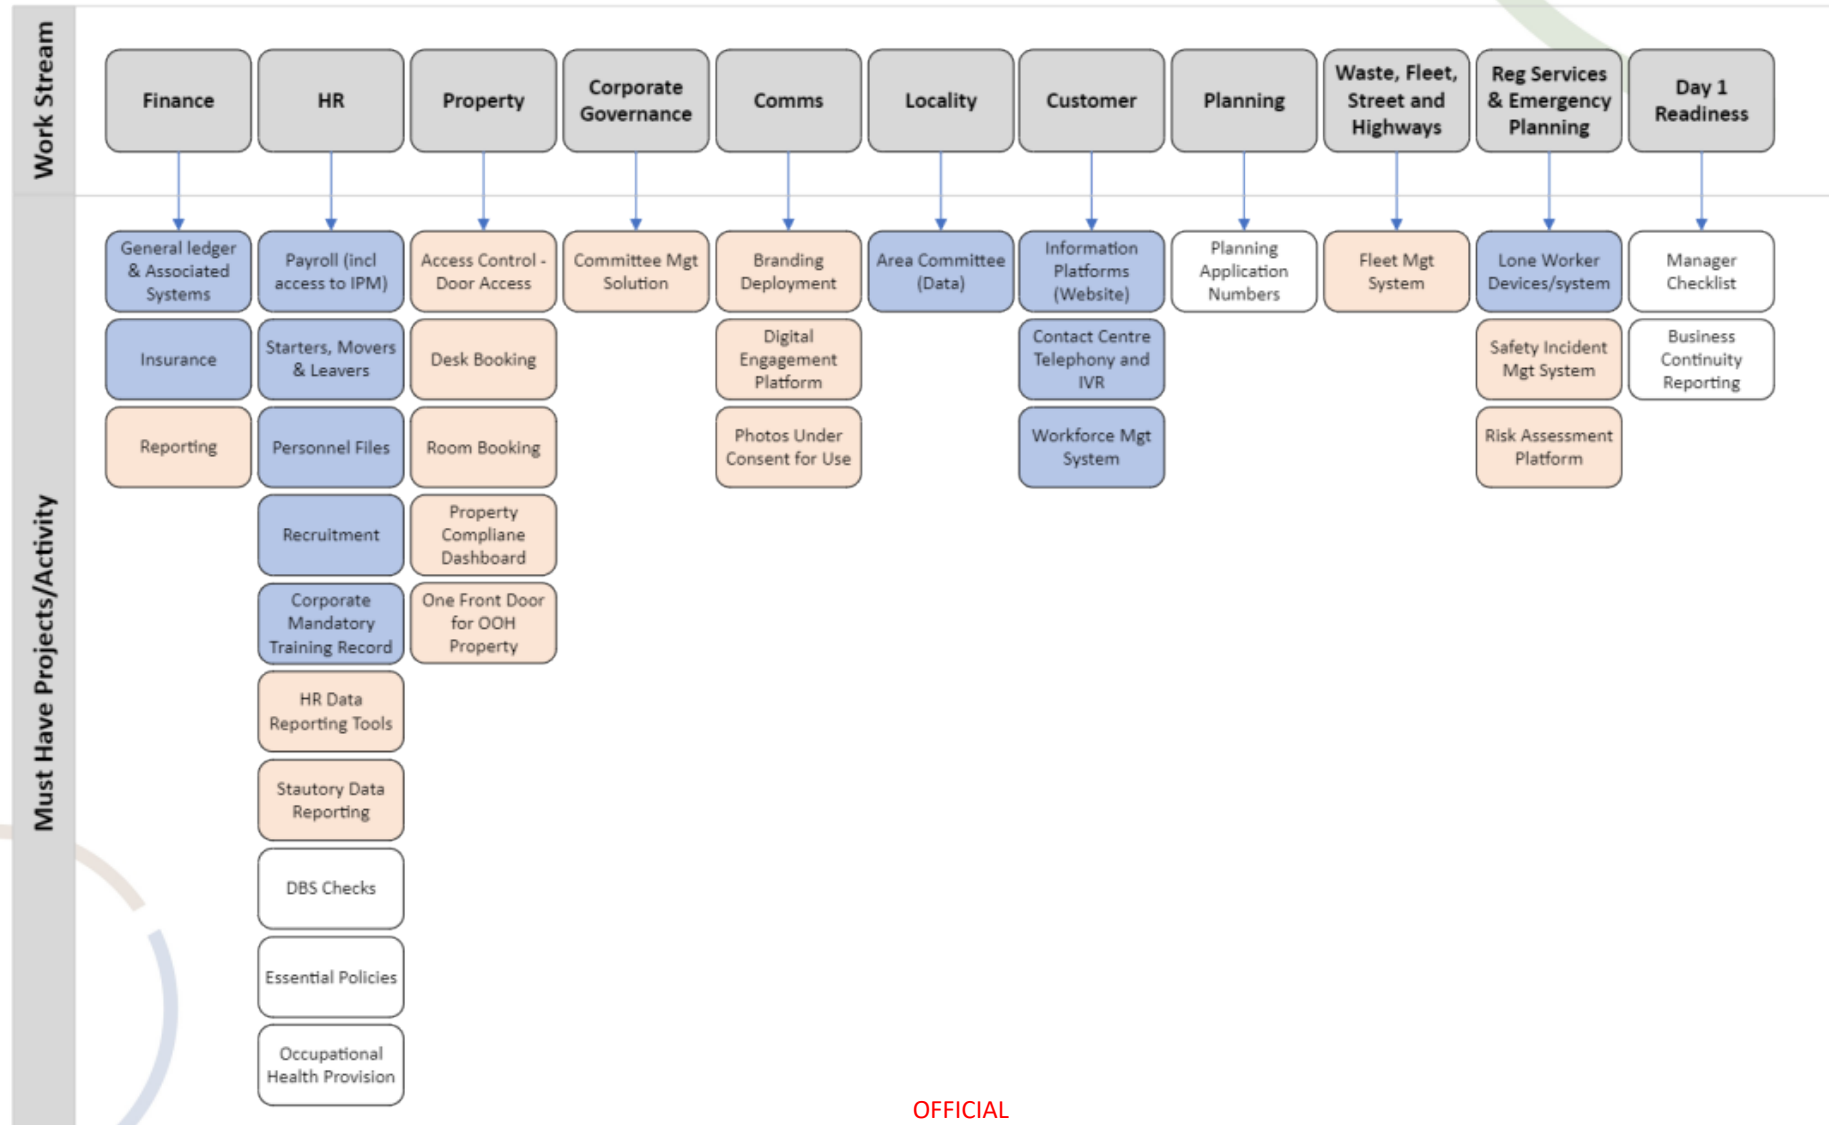 Work Stream
Finance
HR
Property
Corporate
Governance
Comms
Locality
Customer
Planning
Waste, Fleet,
Street and
Highways
Reg Services
& Emergency
Planning
Day 1
Readiness
Must Have Projects/Activity
General ledger
& Associated
Systems
Insurance
Reporting
Payroll (incl
access to IPM)
Starters, Movers
& Leavers
Personnel Files
Recruitment
Corporate
Mandatory
Training Record
HR Data
Reporting Tools
Stautory Data
Reporting
DBS Checks
Essential Policies
Occupational
Health Provision
Access Control -
Door Access
Desk Booking
Room Booking
Property
Compliane
Dashboard
One Front Door
for OOH
Property
Committee Mgt
Solution
Branding
Deployment
Digital
Engagement
Platform
Photos Under
Consent for Use
Area Committee
(Data)
Information
Platforms
(Website)
Contact Centre
Telephony and
IVR
Workforce Mgt
System
Planning
Application
Numbers
Fleet Mgt
System
Lone Worker
Devices/system
Safety Incident
Mgt System
Risk Assessment
Platform
Manager
Checklist
Business
Continuity
Reporting
OFFICIAL